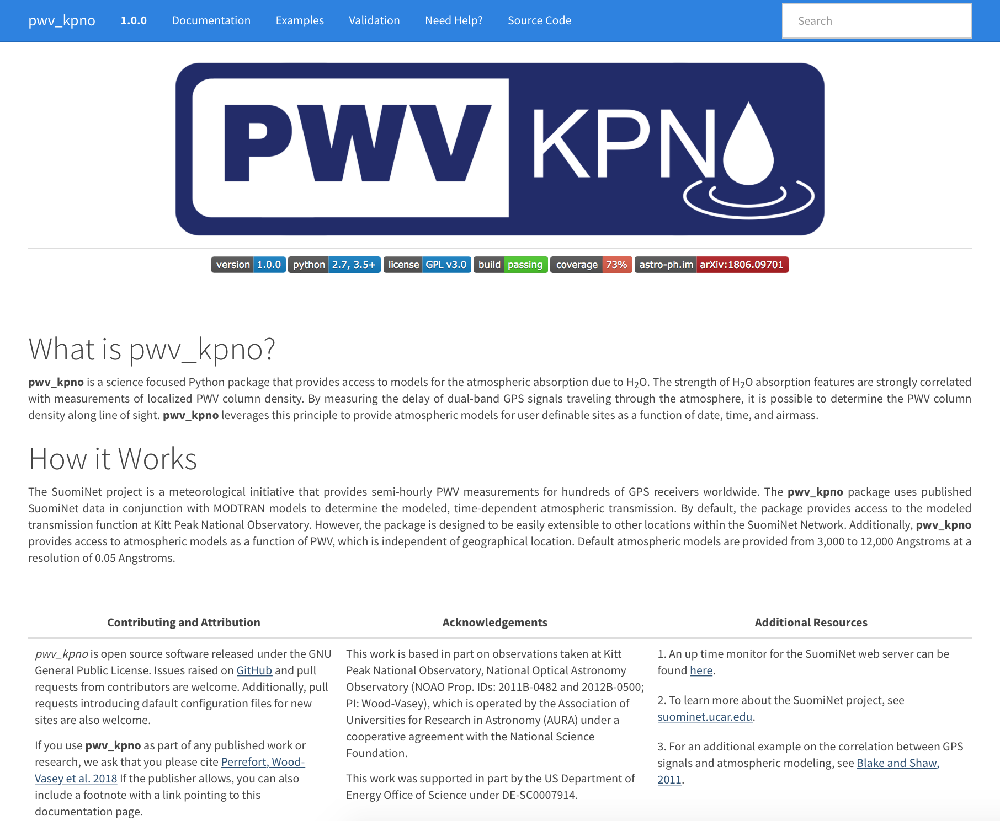 pwv_kpno 1.0.0 Documentation Examples Validation Need Help? Source Code Search
PWV KPNO
version 1.0.0 python 2.7, 3.5+ license GPL v3.0 build passing coverage 73% astro-ph.im arXiv:1806.09701
What is pwv_kpno?
pwv_kpno is a science focused Python package that provides access to models for the atmospheric absorption due to H₂O. The strength of H₂O absorption features are strongly correlated
with measurements of localized PWV column density. By measuring the delay of dual-band GPS signals traveling through the atmosphere, it is possible to determine the PWV column
density along line of sight. pwv_kpno leverages this principle to provide atmospheric models for user definable sites as a function of date, time, and airmass.
How it Works
The SuomiNet project is a meteorological initiative that provides semi-hourly PWV measurements for hundreds of GPS receivers worldwide. The pwv_kpno package uses published
SuomiNet data in conjunction with MODTRAN models to determine the modeled, time-dependent atmospheric transmission. By default, the package provides access to the modeled
transmission function at Kitt Peak National Observatory. However, the package is designed to be easily extensible to other locations within the SuomiNet Network. Additionally, pwv_kpno
provides access to atmospheric models as a function of PWV, which is independent of geographical location. Default atmospheric models are provided from 3,000 to 12,000 Angstroms at a
resolution of 0.05 Angstroms.
Contributing and Attribution
pwv_kpno is open source software released under the GNU
General Public License. Issues raised on GitHub and pull
requests from contributors are welcome. Additionally, pull
requests introducing dafault configuration files for new
sites are also welcome.
If you use pwv_kpno as part of any published work or
research, we ask that you please cite Perrefort, Wood-
Vasey et al. 2018 If the publisher allows, you can also
include a footnote with a link pointing to this
documentation page.
Acknowledgements
This work is based in part on observations taken at Kitt
Peak National Observatory, National Optical Astronomy
Observatory (NOAO Prop. IDs: 2011B-0482 and 2012B-0500;
PI: Wood-Vasey), which is operated by the Association of
Universities for Research in Astronomy (AURA) under a
cooperative agreement with the National Science
Foundation.
This work was supported in part by the US Department of
Energy Office of Science under DE-SC0007914.
Additional Resources
1. An up time monitor for the SuomiNet web server can be
found here.
2. To learn more about the SuomiNet project, see
suominet.ucar.edu.
3. For an additional example on the correlation between GPS
signals and atmospheric modeling, see Blake and Shaw,
2011.